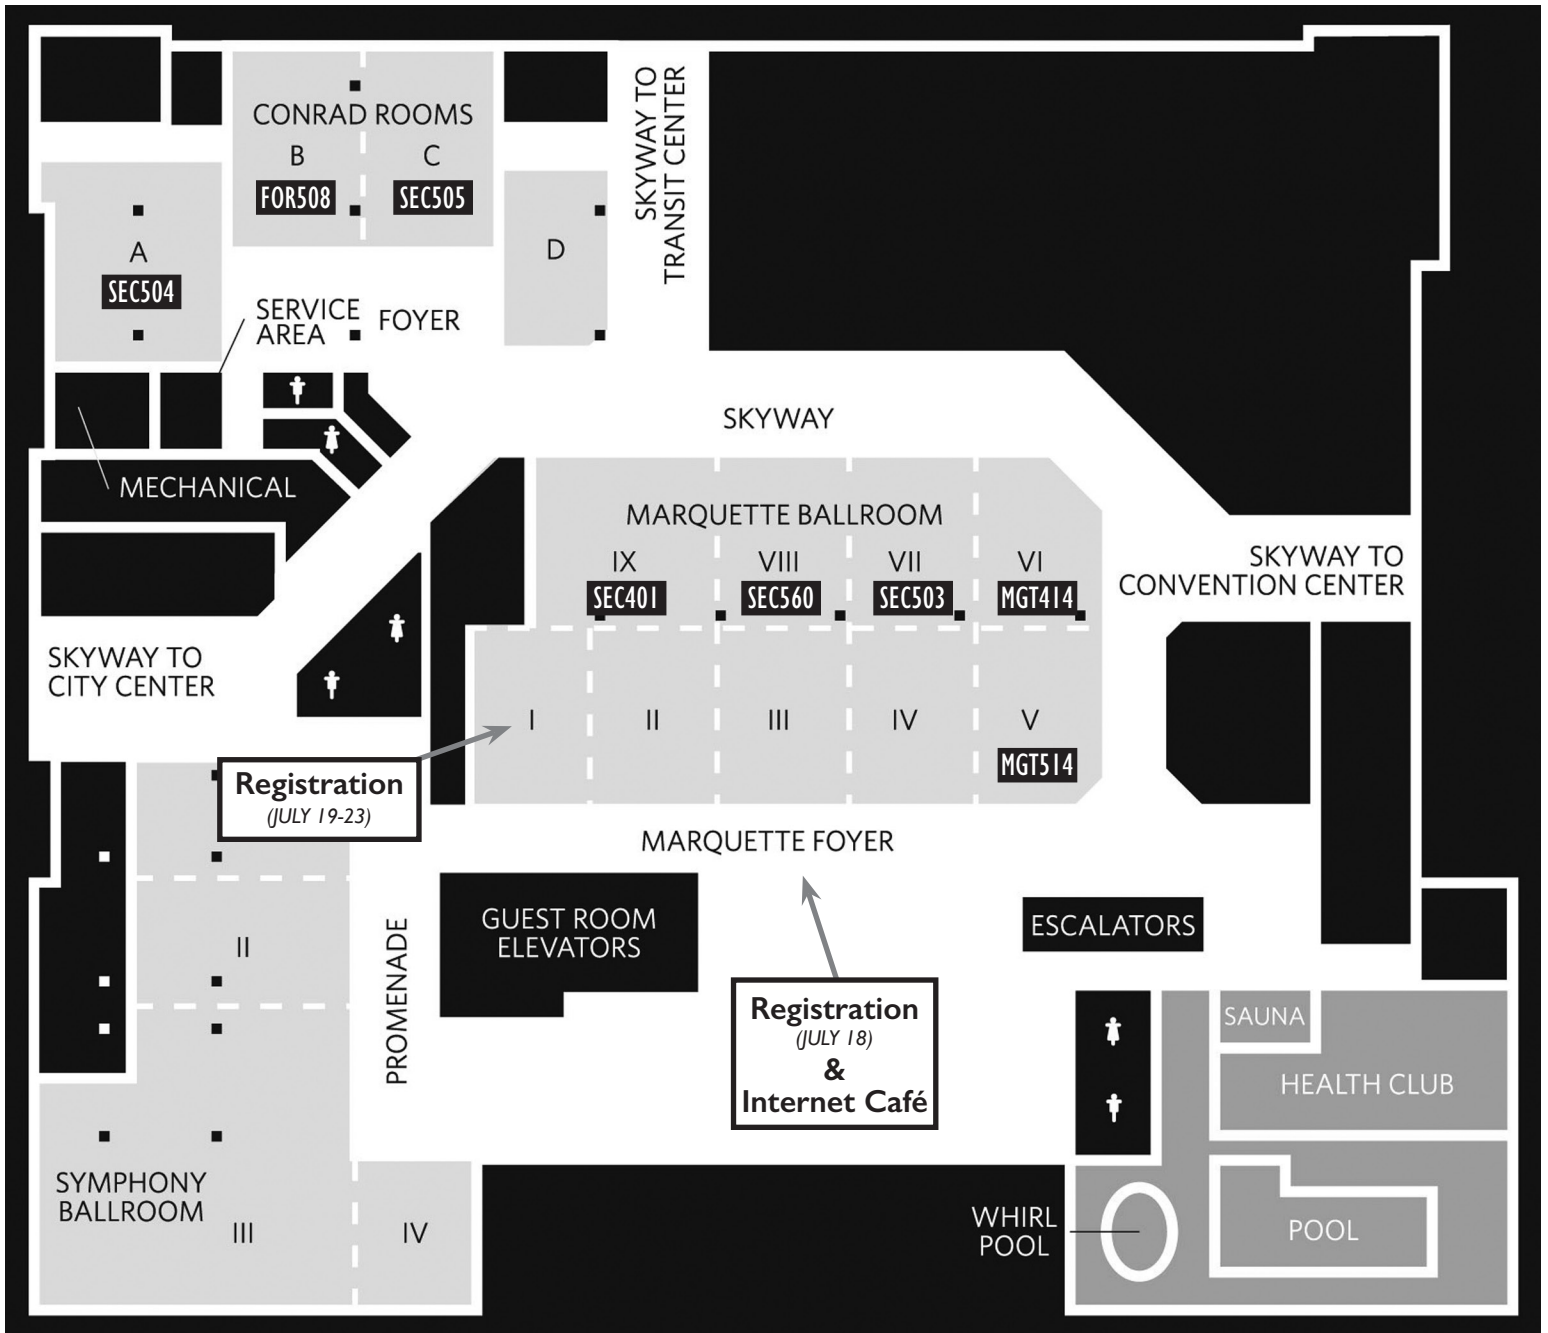 CONRAD ROOMS
B
C
FOR508
SEC505
SKYWAY TO
TRANSIT CENTER
A
SEC504
D
SERVICE
AREA
FOYER
SKYWAY
MECHANICAL
MARQUETTE BALLROOM
IX
VIII
VII
VI
SEC401
SEC560
SEC503
MGT414
SKYWAY TO
CONVENTION CENTER
SKYWAY TO
CITY CENTER
I
II
III
IV
V
MGT514
Registration
(JULY 19-23)
MARQUETTE FOYER
GUEST ROOM
ELEVATORS
ESCALATORS
II
PROMENADE
Registration
(JULY 18)
&
Internet Café
SAUNA
HEALTH CLUB
SYMPHONY
BALLROOM
III
IV
WHIRL
POOL
POOL